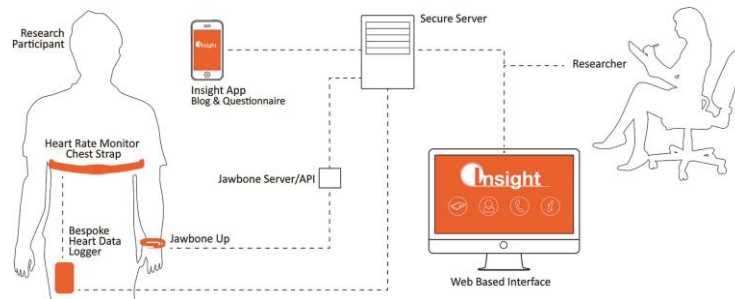 Research
Participant
Insight
Insight App
Blog & Questionnaire
Secure Server
Researcher
Heart Rate Monitor
Chest Strap
Jawbone Server/API
Bespoke
Heart Data
Logger
Jawbone Up
Insight
Web Based Interface